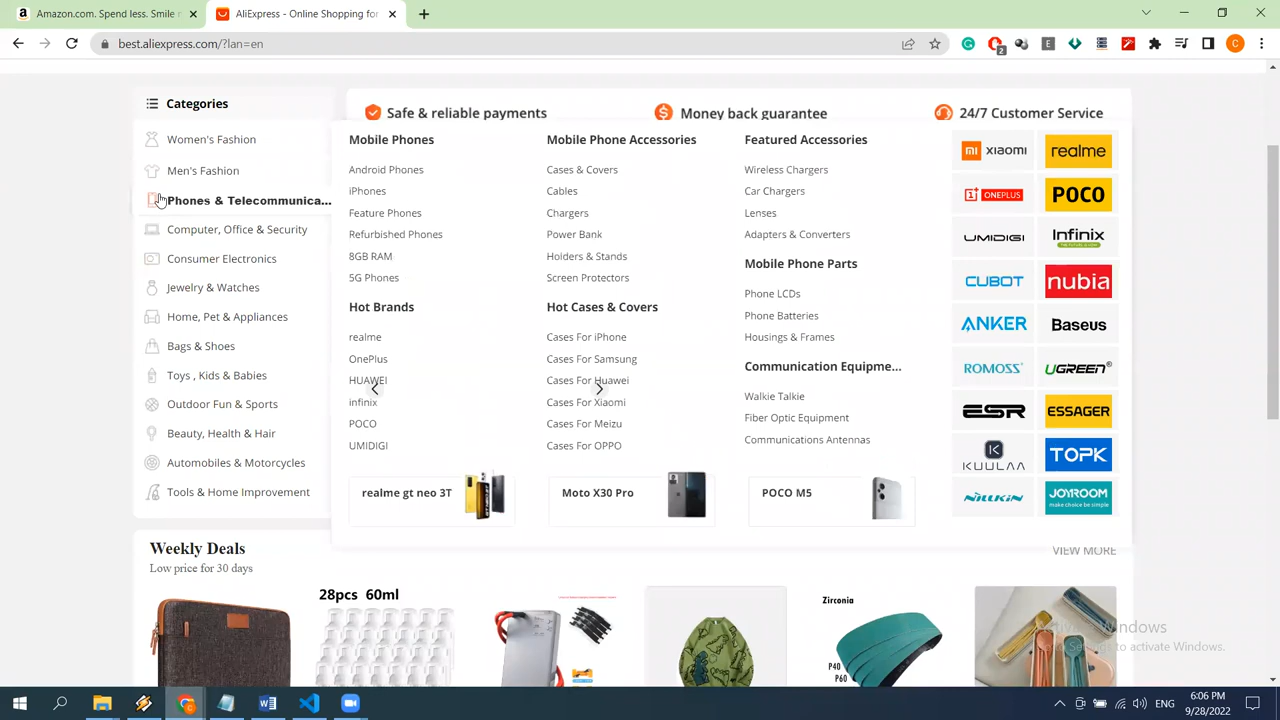 Amazon.com. Spend less. Smile
AliExpress - Online Shopping for
best.aliexpress.com/?lan=en
E
2
C
Categories
Safe & reliable payments
Money back guarantee
24/7 Customer Service
Women's Fashion
Men's Fashion
Phones & Telecommunica...
Computer, Office & Security
Consumer Electronics
Jewelry & Watches
Home, Pet & Appliances
Bags & Shoes
Toys , Kids & Babies
Outdoor Fun & Sports
Beauty, Health & Hair
Automobiles & Motorcycles
Tools & Home Improvement
Mobile Phones
Android Phones
iPhones
Feature Phones
Refurbished Phones
8GB RAM
5G Phones
Hot Brands
realme
OnePlus
HUAWEI
infinix
POCO
UMIDIGI
Mobile Phone Accessories
Cases & Covers
Cables
Chargers
Power Bank
Holders & Stands
Screen Protectors
Hot Cases & Covers
Cases For iPhone
Cases For Samsung
Cases For Huawei
Cases For Xiaomi
Cases For Meizu
Cases For OPPO
Featured Accessories
Wireless Chargers
Car Chargers
Lenses
Adapters & Converters
Mobile Phone Parts
Phone LCDs
Phone Batteries
Housings & Frames
Communication Equipme...
Walkie Talkie
Fiber Optic Equipment
Communications Antennas
mi xiaomi
realme
1+ ONEPLUS
POCO
UMIDIGI
Infinix
CUBOT
nubia
ANKER
Baseus
ROMOSS
UGREEN
ESR
ESSAGER
KUULAA
TOPK
NILLKIN
JOYROOM
make choice be simple
realme gt neo 3T
Moto X30 Pro
POCO M5
Weekly Deals
Low price for 30 days
VIEW MORE
28pcs 60ml
Zirconia
P40
P60
Activate Windows
Go to Settings to activate Windows.
ENG
6:06 PM
9/28/2022